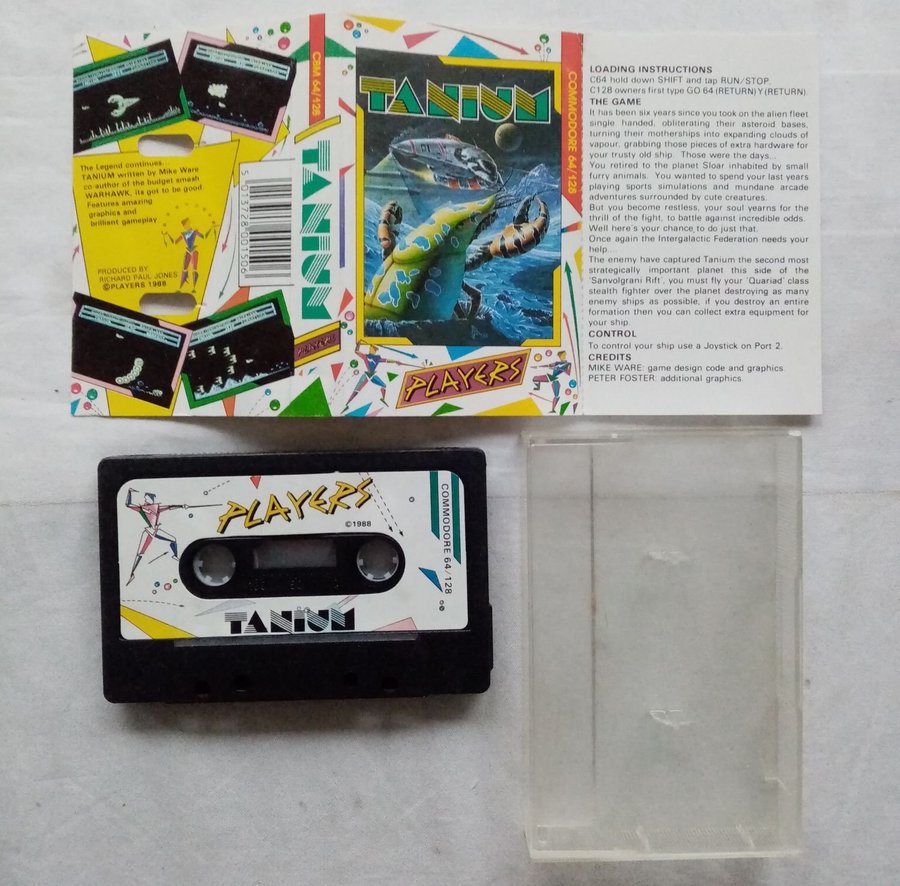 The Legend continues...
TANIUM written by Mike Ware
co-author of the budget smash
WARHAWK, its got to be good.
Features amazing
graphics and
brilliant gameplay
PRODUCED BY:
RICHARD PAUL JONES
©PLAYERS 1988
CBM 64/128
TANIUM
PLAYERS
COMMODORE 64/128
TANIUM
PLAYERS
LOADING INSTRUCTIONS
C64 hold down SHIFT and tap RUN/STOP.
C128 owners first type GO 64 (RETURN) Y (RETURN)
THE GAME
It has been six years since you took on the alien fleet
single handed, obliterating their asteroid bases,
turning their motherships into expanding clouds of
vapour, grabbing those pieces of extra hardware for
your trusty old ship. Those were the days...
You retired to the planet Sloar inhabited by small
furry animals. You wanted to spend your last years
playing sports simulations and mundane arcade
adventures surrounded by cute creatures.
But you become restless, your soul yearns for the
thrill of the fight, to battle against incredible odds.
Well here's your chance to do just that.
Once again the Intergalactic Federation needs your
help...
The enemy have captured Tanium the second most
strategically important planet this side of the
'Sanvolgrani Rift', you must fly your 'Quariad' class
stealth fighter over the planet destroying as many
enemy ships as possible, if you destroy an entire
formation then you can collect extra equipment for
your ship.
CONTROL
To control your ship use a Joystick on Port 2.
CREDITS
MIKE WARE: game design code and graphics.
PETER FOSTER: additional graphics.
PLAYERS
©1988
COMMODORE 64/128
TANIUM